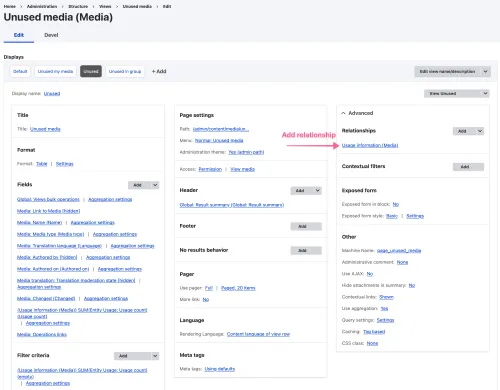 Home › Administration › Structure › Views › Unused media › Edit
Unused media (Media)
Edit Devel
Displays
Default Unused my media Unused Unused in group + Add Edit view name/description
Display name: Unused View Unused
Title
Title: Unused media
Format
Format: Table | Settings
Fields Add
Global: Views bulk operations | Aggregation settings
Media: Link to Media [hidden]
Media: Name (Name) | Aggregation settings
Media: Media type (Media type) | Aggregation settings
Media: Translation language (Language) | Aggregation settings
Media: Authored by [hidden] | Aggregation settings
Media: Authored on (Authored on) | Aggregation settings
Media translation: Translation moderation state [hidden] |
Aggregation settings
Media: Changed (Changed) | Aggregation settings
(Usage information (Media)) SUM(Entity Usage: Usage count)
(Usage count)
| Aggregation settings
Media: Operations links
Filter criteria Add
(Usage information (Media)) SUM(Entity Usage: Usage count)
(empty)
| Aggregation settings
Page settings
Path: /admin/content/media/un...
Menu: Normal: Unused media
Administration theme: Yes (admin path)
Access: Permission | View media
Header Add
Global: Result summary (Global: Result summary)
Footer Add
No results behavior Add
Pager
Use pager: Full | Paged, 20 items
More link: No
Language
Rendering Language: Content language of view row
Meta tags
Meta tags: Using defaults
Add relationship
Advanced
Relationships Add
Usage information (Media)
Contextual filters Add
Exposed form
Exposed form in block: No
Exposed form style: Basic | Settings
Other
Machine Name: page_unused_media
Administrative comment: None
Use AJAX: No
Hide attachments in summary: No
Contextual links: Shown
Use aggregation: Yes
Query settings: Settings
Caching: Tag based
CSS class: None